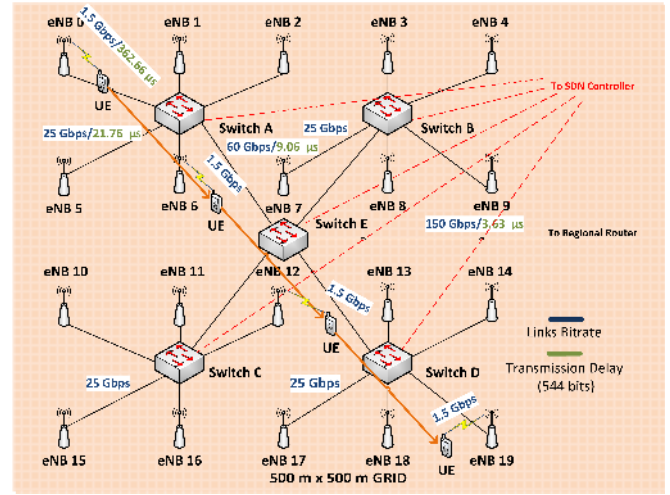 eNB 0
eNB 1
eNB 2
eNB 3
eNB 4
1.5 Gbps/362.66 µs
UE
To SDN Controller
Switch A
Switch B
25 Gbps/21.76 µs
60 Gbps/9.06 µs
25 Gbps
1.5 Gbps
eNB 5
eNB 6
eNB 7
eNB 8
eNB 9
UE
150 Gbps/3.63 µs
Switch E
To Regional Router
eNB 10
eNB 11
eNB 12
eNB 13
eNB 14
1.5 Gbps
Links Bitrate
UE
Switch C
Switch D
Transmission Delay
(544 bits)
25 Gbps
25 Gbps
1.5 Gbps
eNB 15
eNB 16
eNB 17
eNB 18
UE
eNB 19
500 m x 500 m GRID